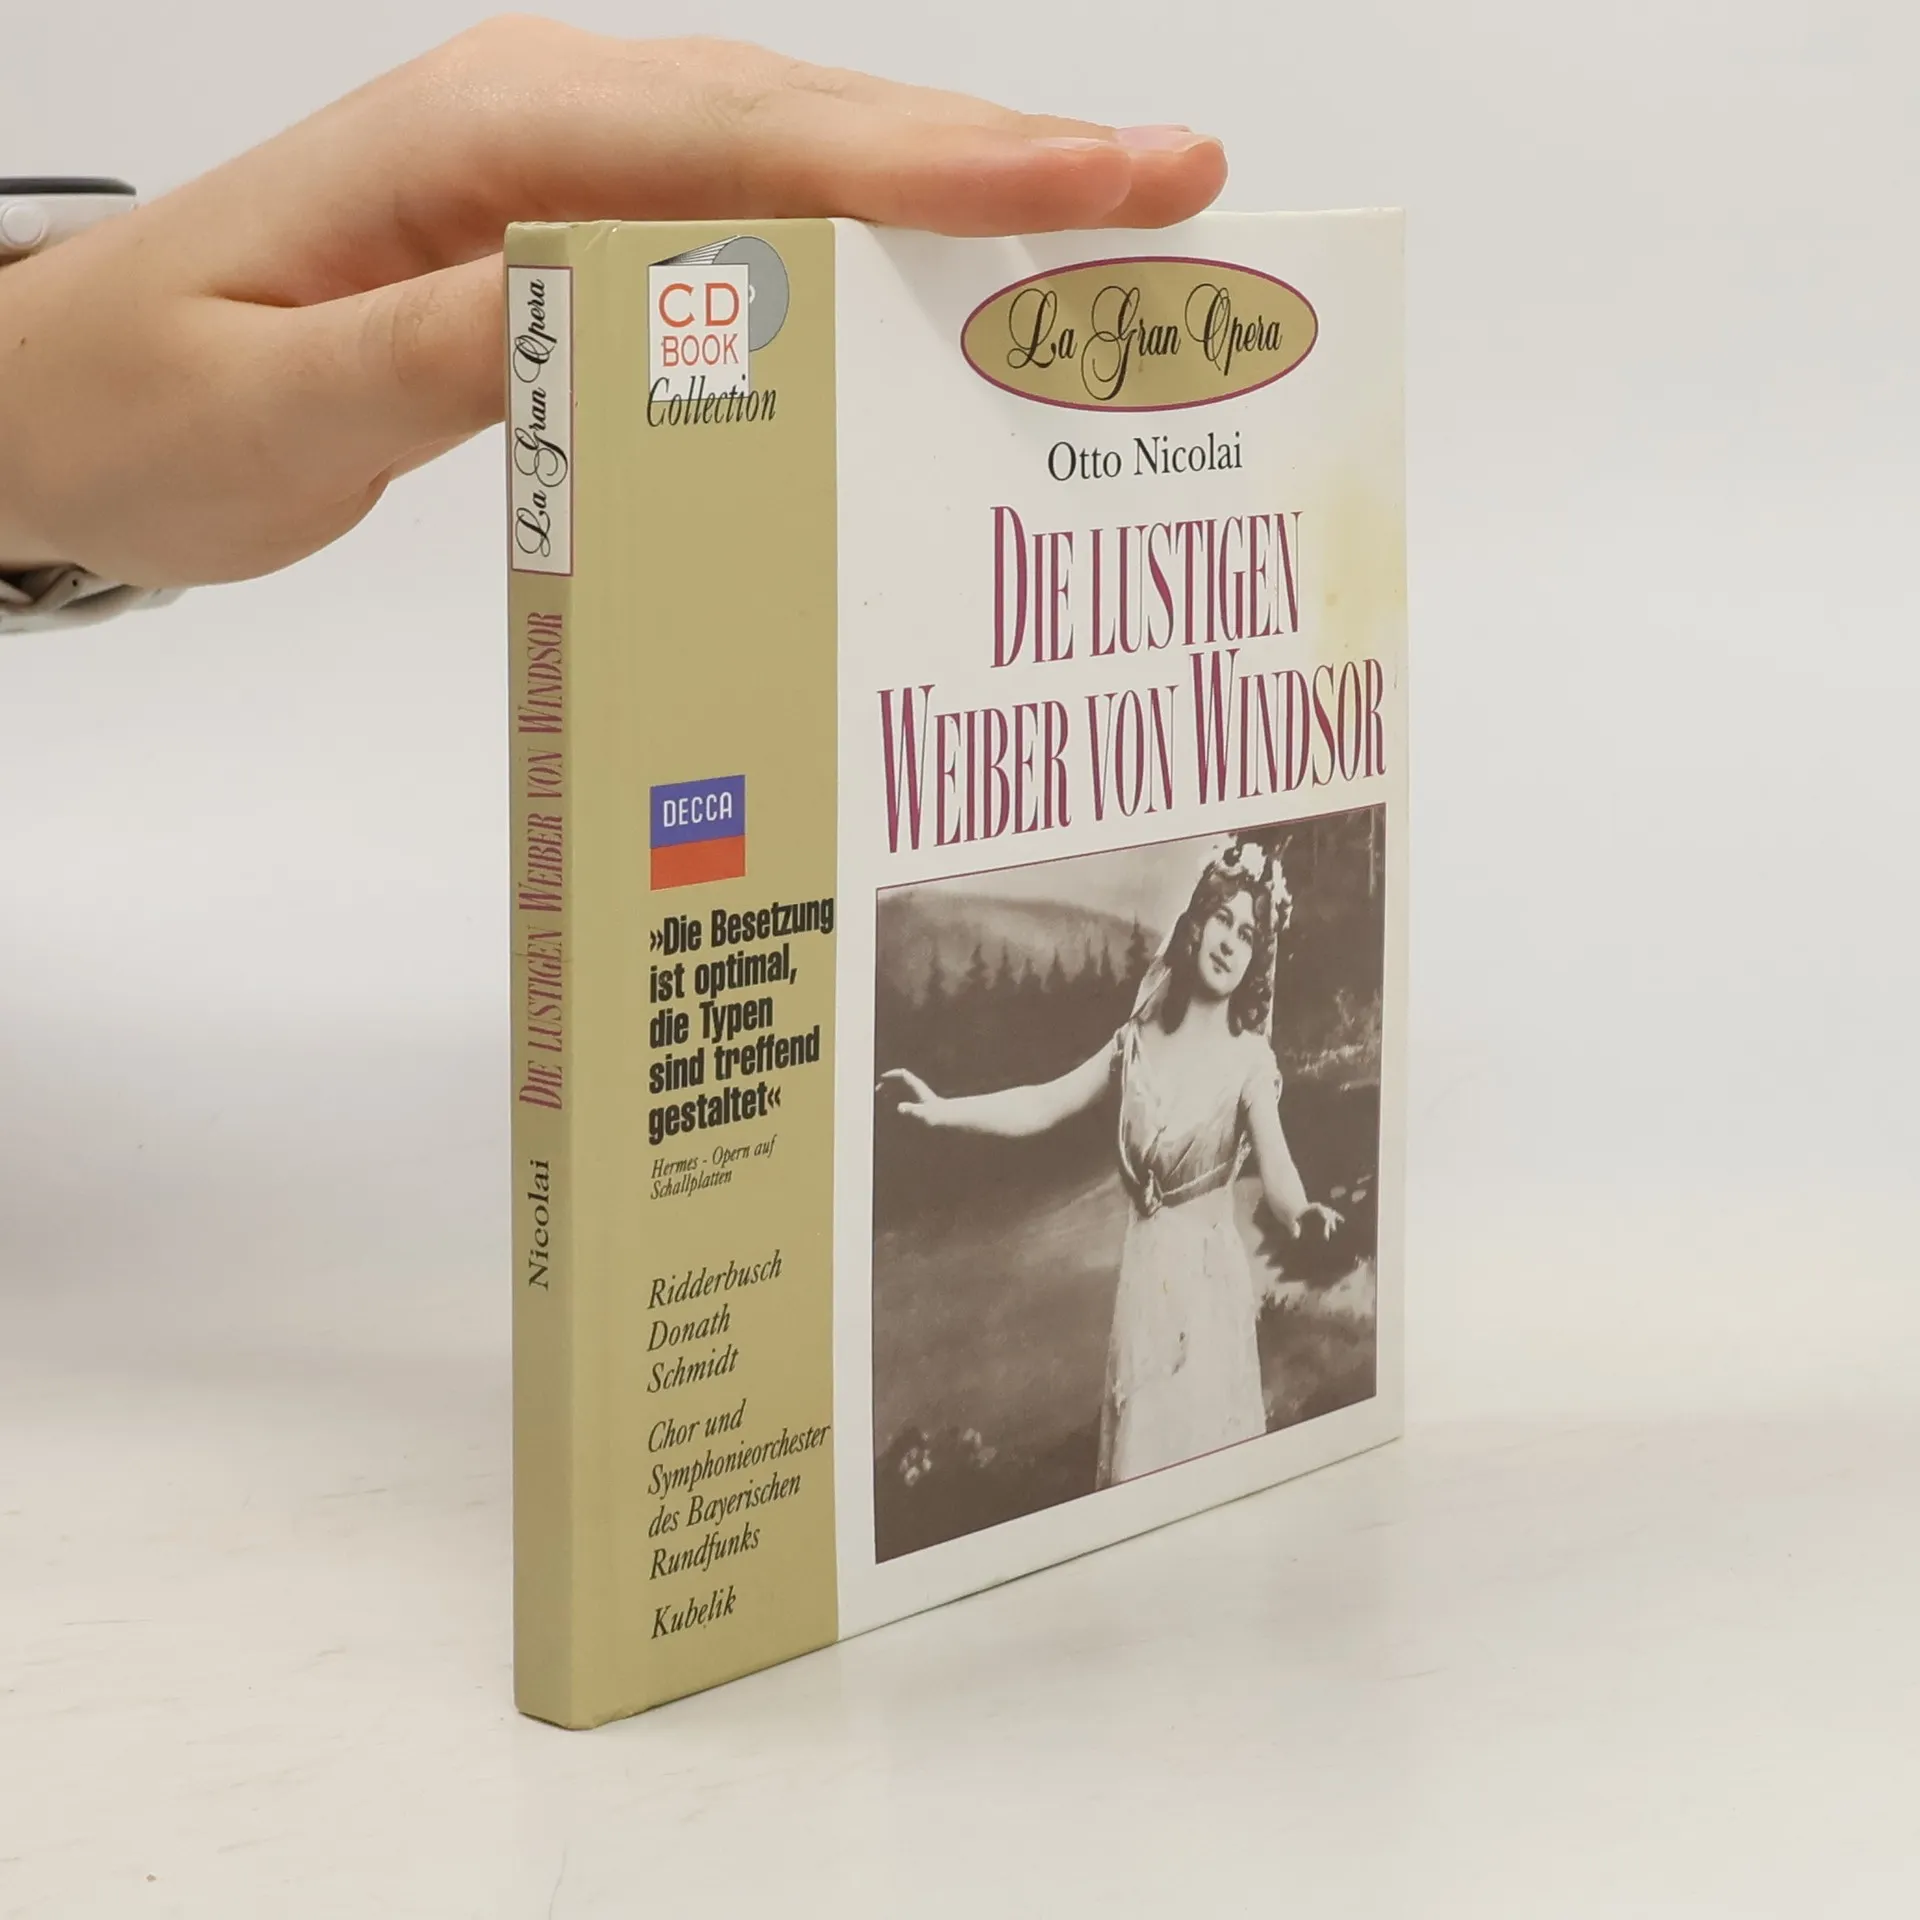 La Gran Opera
DIE LUSTIGEN WEIBER VON WINDSOR
Nicolai
CD
BOOK
Collection
DECCA
»Die Besetzung
ist optimal,
die Typen
sind treffend
gestaltet«
Hermes - Opern auf
Schallplatten
Ridderbusch
Donath
Schmidt
Chor und
Symphonieorchester
des Bayerischen
Rundfunks
Kubelik
La Gran Opera
Otto Nicolai
DIE LUSTIGEN
WEIBER VON WINDSOR